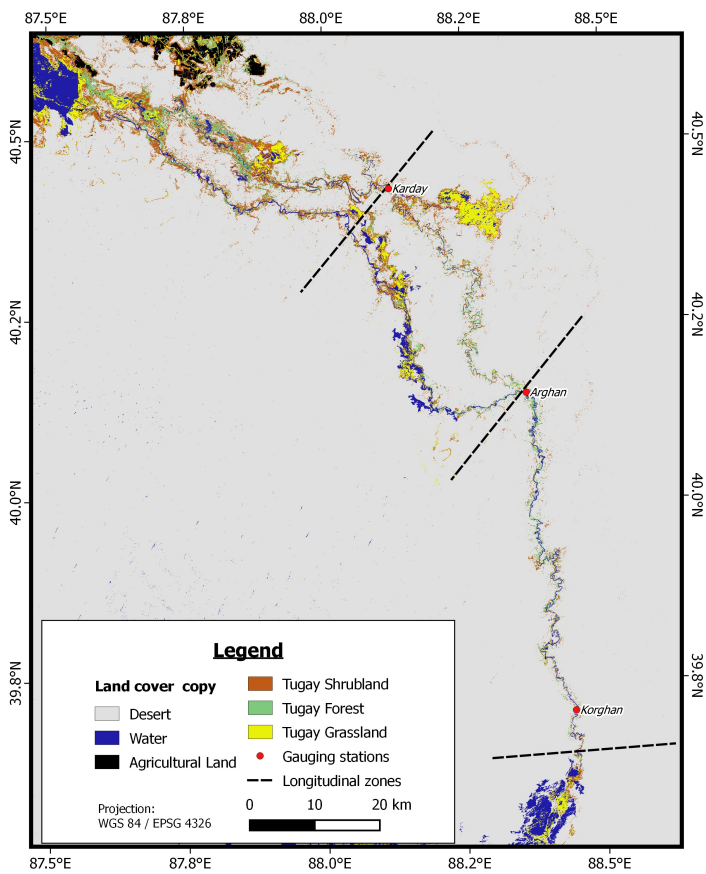 87.5°E 87.8°E 88.0°E 88.2°E 88.5°E
40.5°N
40.5°N
Karday
40.2°N
40.2°N
Arghan
40.0°N
40.0°N
39.8°N
39.8°N
Korghan
Legend
Land cover copy
Desert
Water
Agricultural Land
Tugay Shrubland
Tugay Forest
Tugay Grassland
Gauging stations
Longitudinal zones
Projection:
WGS 84 / EPSG 4326
0 10 20 km
87.5°E 87.8°E 88.0°E 88.2°E 88.5°E